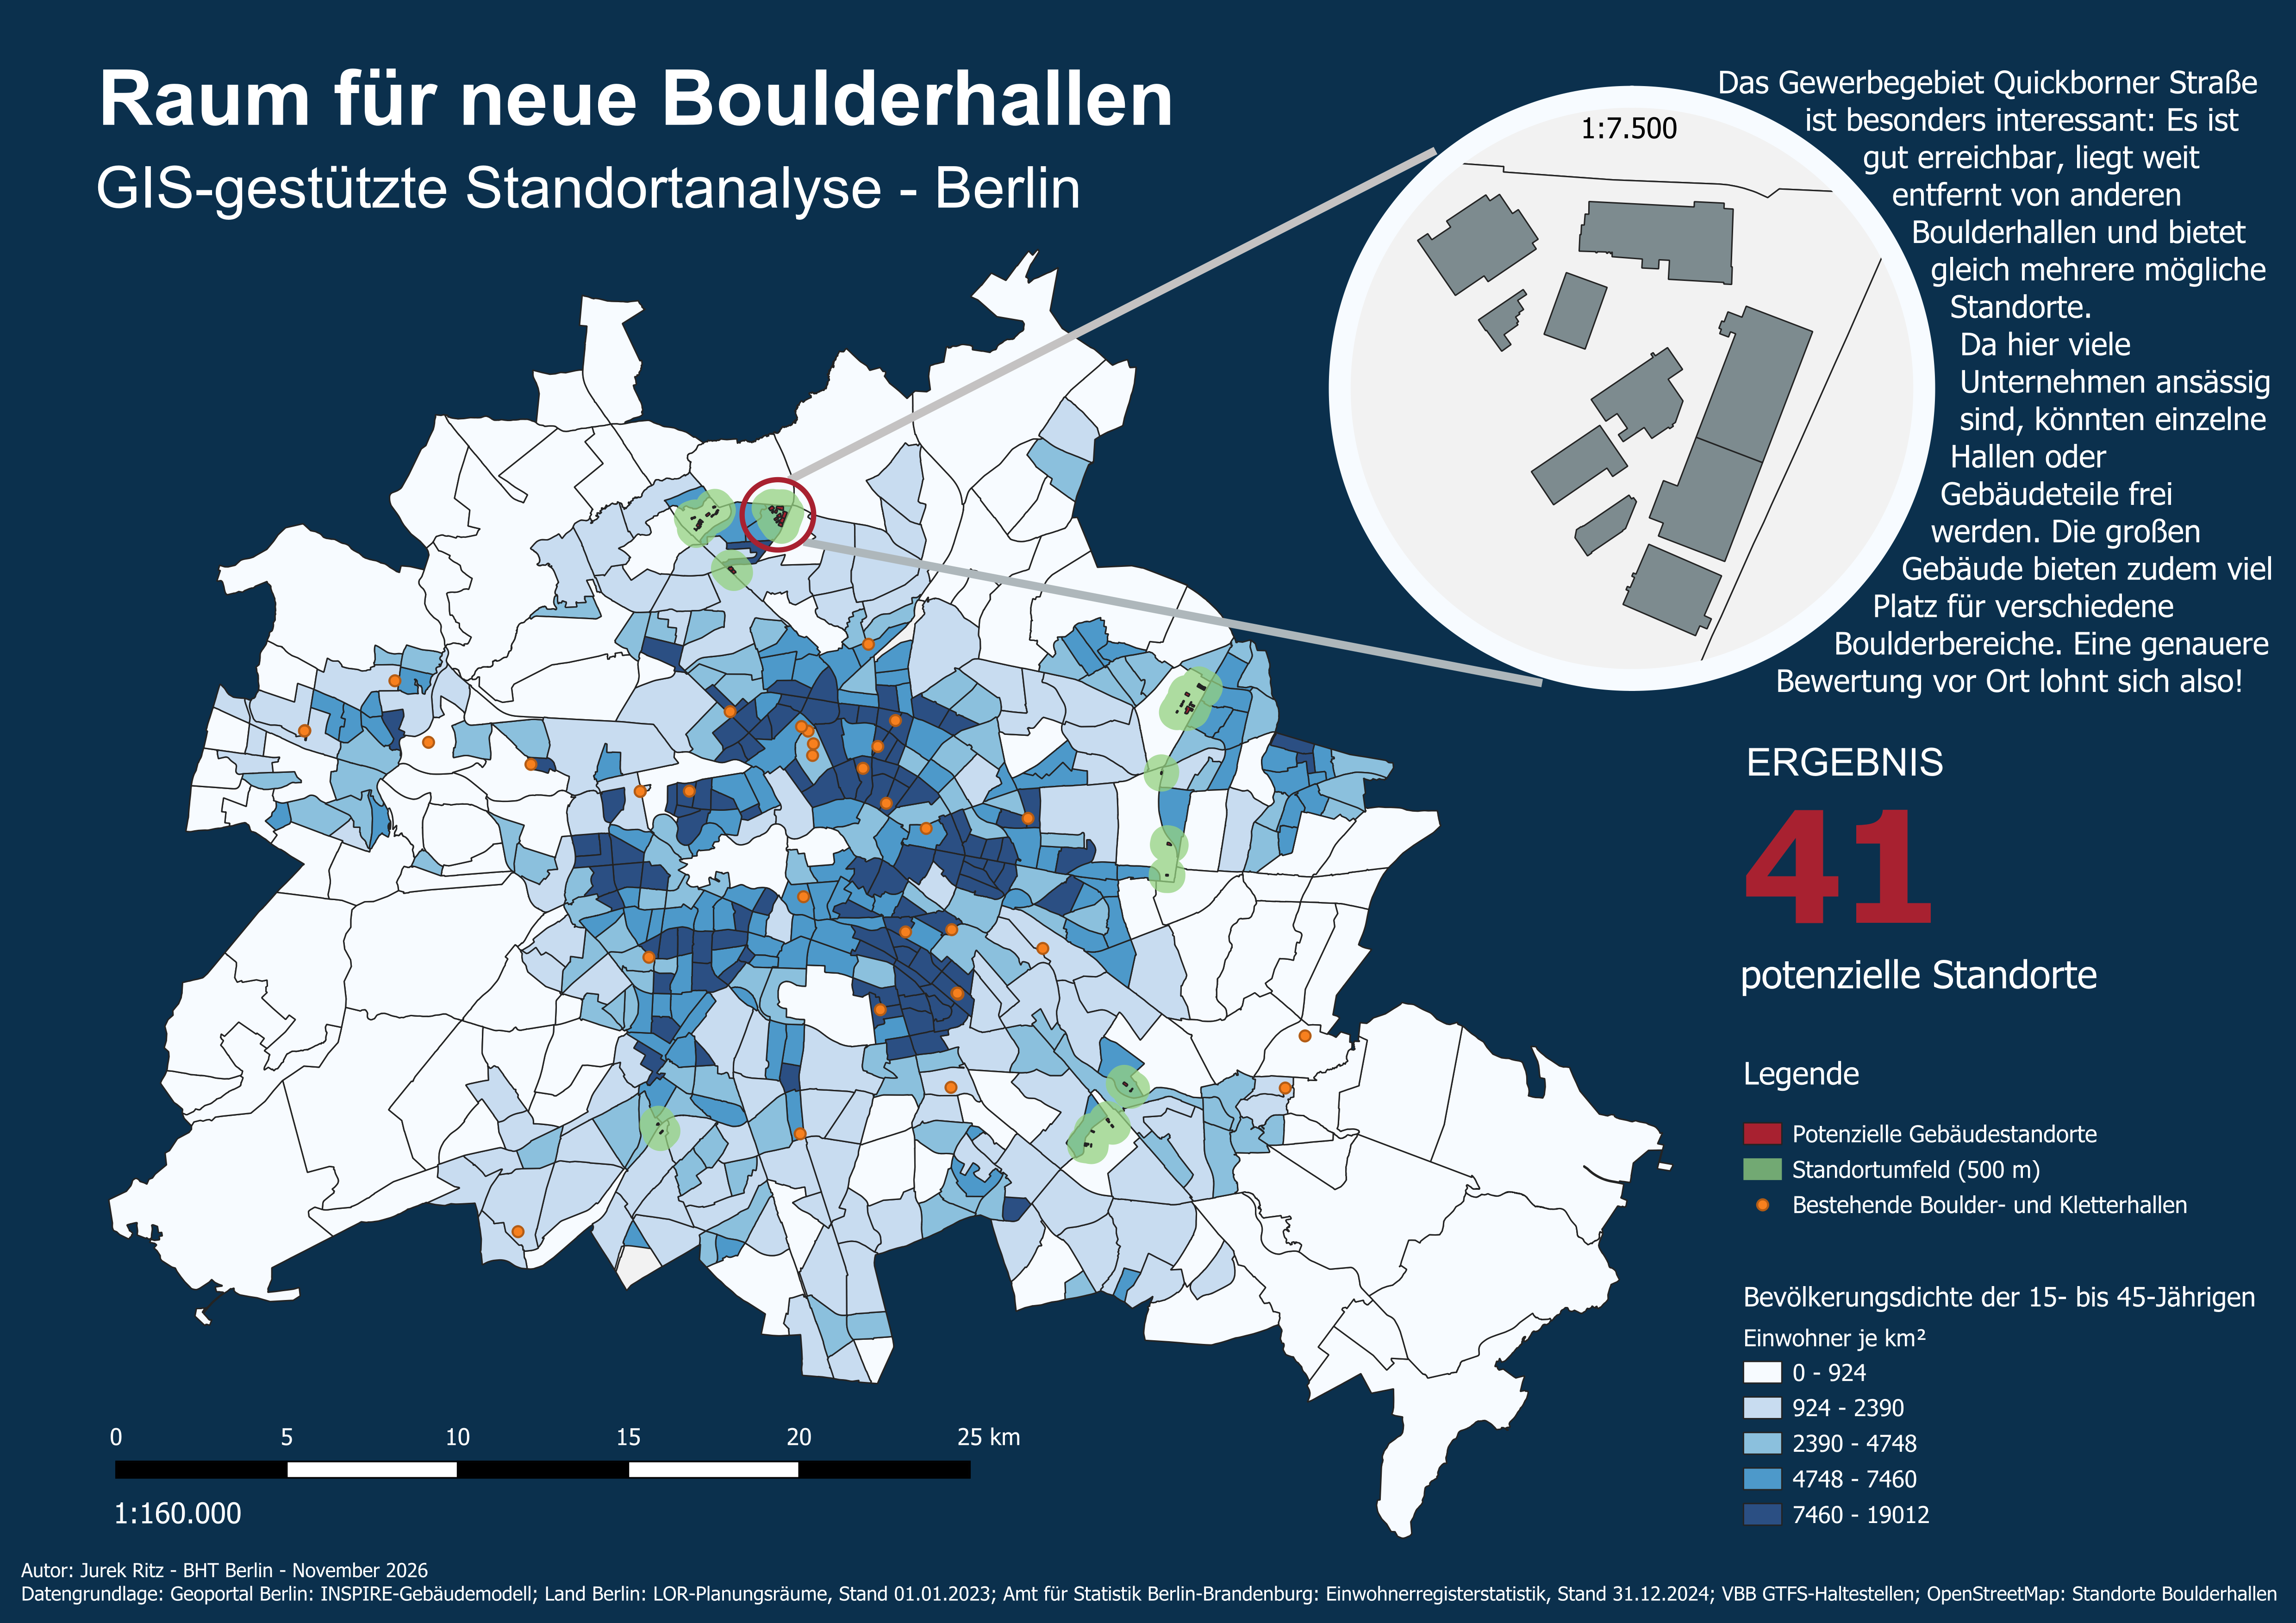 Raum für neue Boulderhallen
GIS-gestützte Standortanalyse - Berlin
1:7.500
Das Gewerbegebiet Quickborner Straße
ist besonders interessant: Es ist
gut erreichbar, liegt weit
entfernt von anderen
Boulderhallen und bietet
gleich mehrere mögliche
Standorte.
Da hier viele
Unternehmen ansässig
sind, könnten einzelne
Hallen oder
Gebäudeteile frei
werden. Die großen
Gebäude bieten zudem viel
Platz für verschiedene
Boulderbereiche. Eine genauere
Bewertung vor Ort lohnt sich also!
ERGEBNIS
41
potenzielle Standorte
Legende
Potenzielle Gebäudestandorte
Standortumfeld (500 m)
Bestehende Boulder- und Kletterhallen
Bevölkerungsdichte der 15- bis 45-Jährigen
Einwohner je km²
0 - 924
924 - 2390
2390 - 4748
4748 - 7460
7460 - 19012
0 5 10 15 20 25 km
1:160.000
Autor: Jurek Ritz - BHT Berlin - November 2026
Datengrundlage: Geoportal Berlin: INSPIRE-Gebäudemodell; Land Berlin: LOR-Planungsräume, Stand 01.01.2023; Amt für Statistik Berlin-Brandenburg: Einwohnerregisterstatistik, Stand 31.12.2024; VBB GTFS-Haltestellen; OpenStreetMap: Standorte Boulderhallen